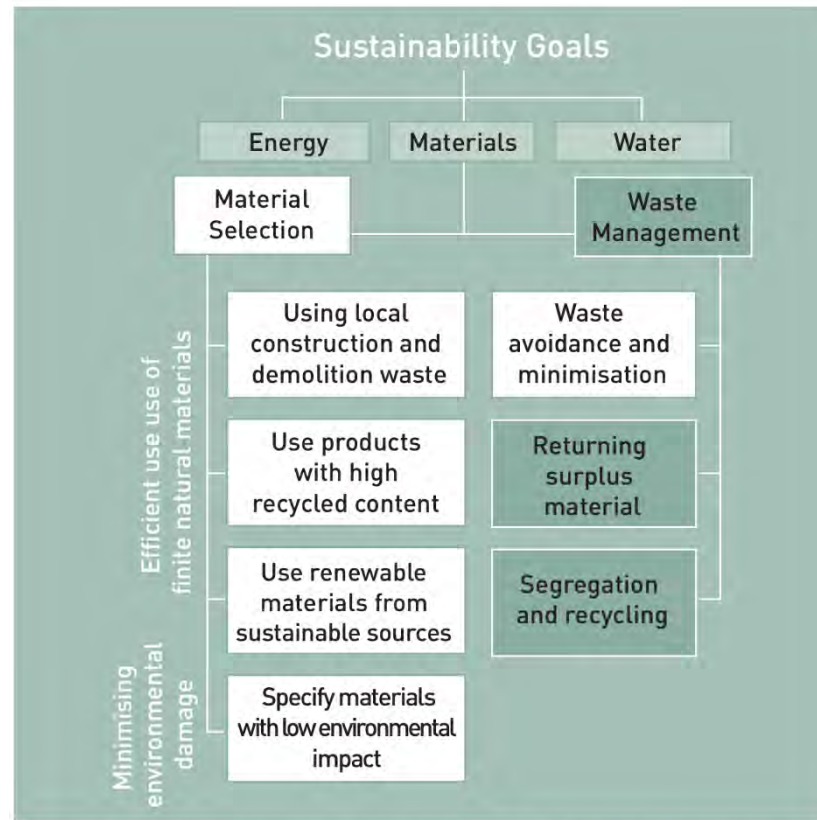 Sustainability Goals
Energy
Materials
Water
Material
Selection
Waste
Management
Efficient use use of
finite natural materials
Using local
construction and
demolition waste
Waste
avoidance and
minimisation
Use products
with high
recycled content
Returning
surplus
material
Use renewable
materials from
sustainable sources
Segregation
and recycling
Minimising
environmental
damage
Specify materials
with low environmental
impact